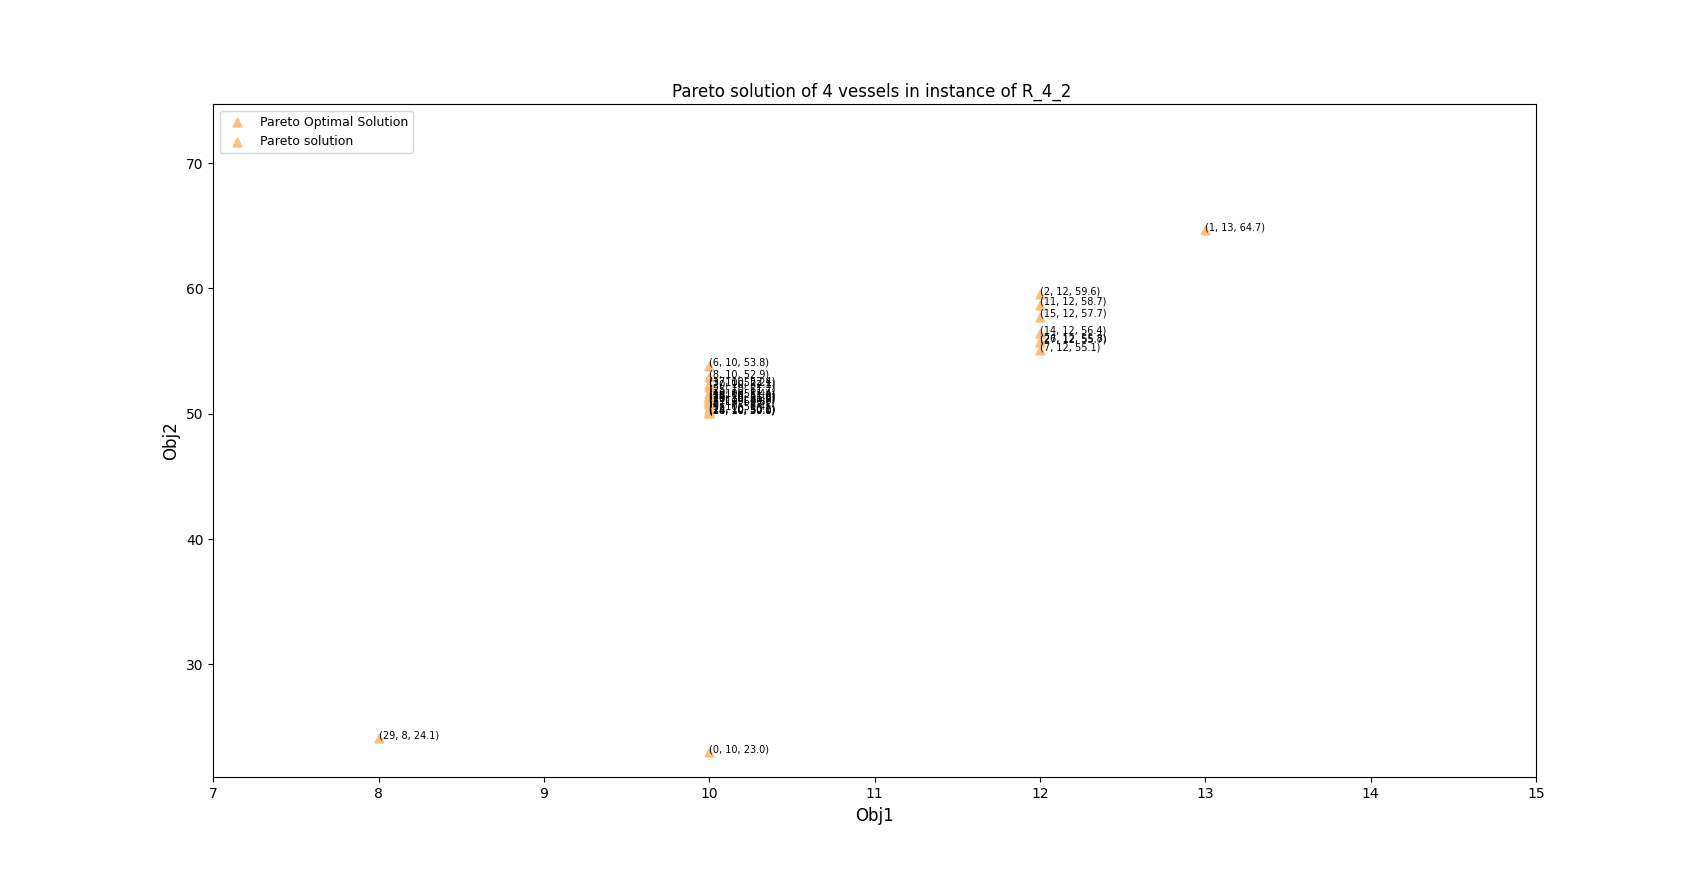 Pareto solution of 4 vessels in instance of R_4_2
Pareto Optimal Solution
Pareto solution
70
60
50
40
30
Obj2
(1, 13, 64.7)
(2, 12, 59.6)
(11, 12, 58.7)
(15, 12, 57.7)
(14, 12, 56.4)
(7, 12, 55.1)
(6, 10, 53.8)
(8, 10, 52.9)
(29, 8, 24.1)
(0, 10, 23.0)
7
8
9
10
11
12
13
14
15
Obj1